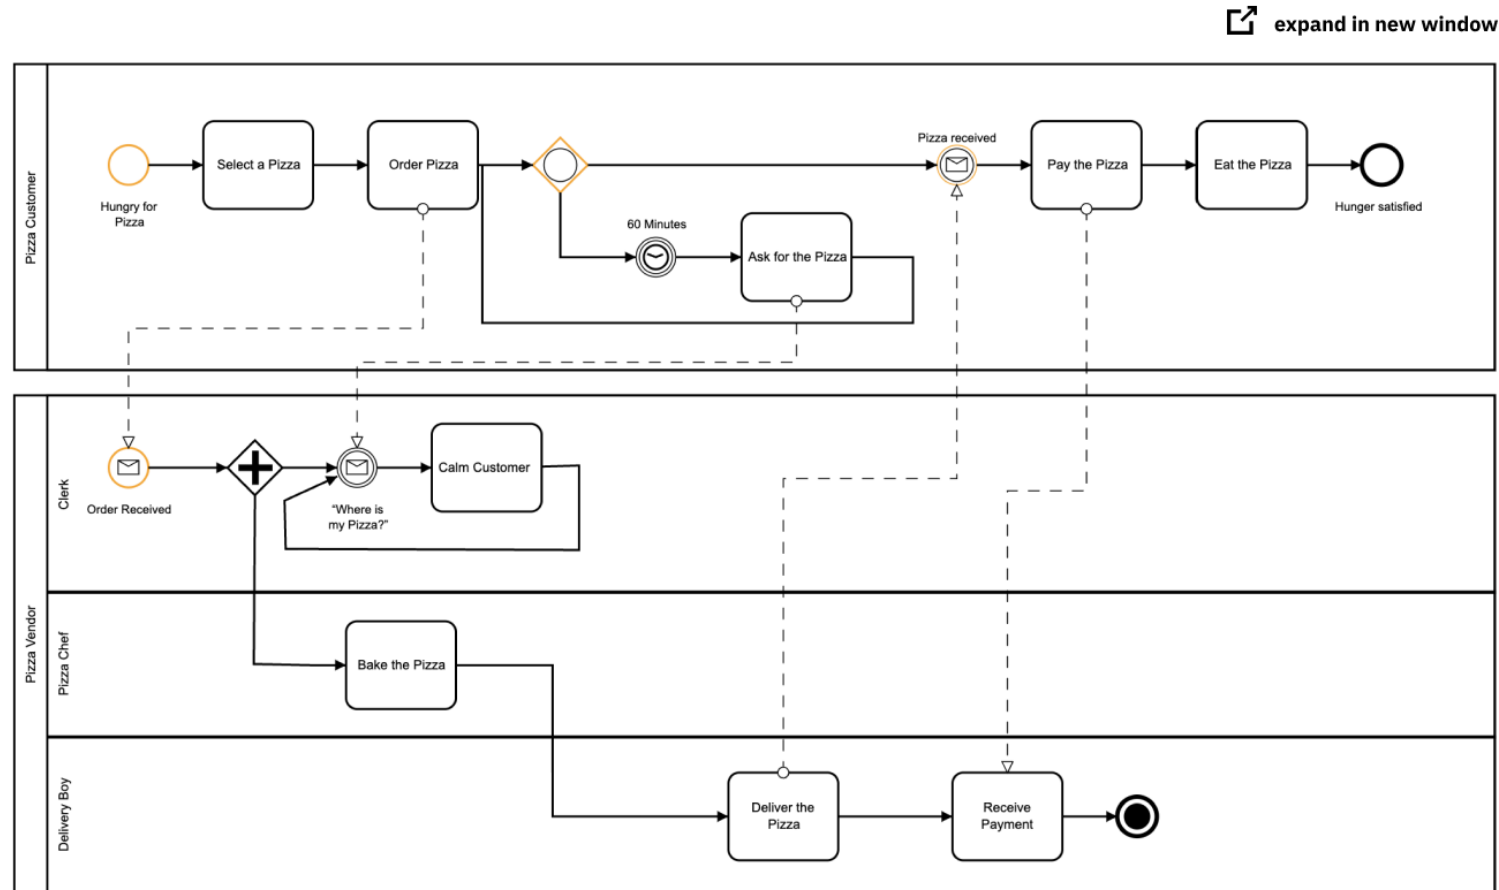 expand in new window
Pizza Customer
Hungry for
Pizza
Select a Pizza
Order Pizza
60 Minutes
Ask for the Pizza
Pizza received
Pay the Pizza
Eat the Pizza
Hunger satisfied
Pizza Vendor
Clerk
Order Received
“Where is
my Pizza?”
Calm Customer
Pizza Chef
Bake the Pizza
Delivery Boy
Deliver the
Pizza
Receive
Payment